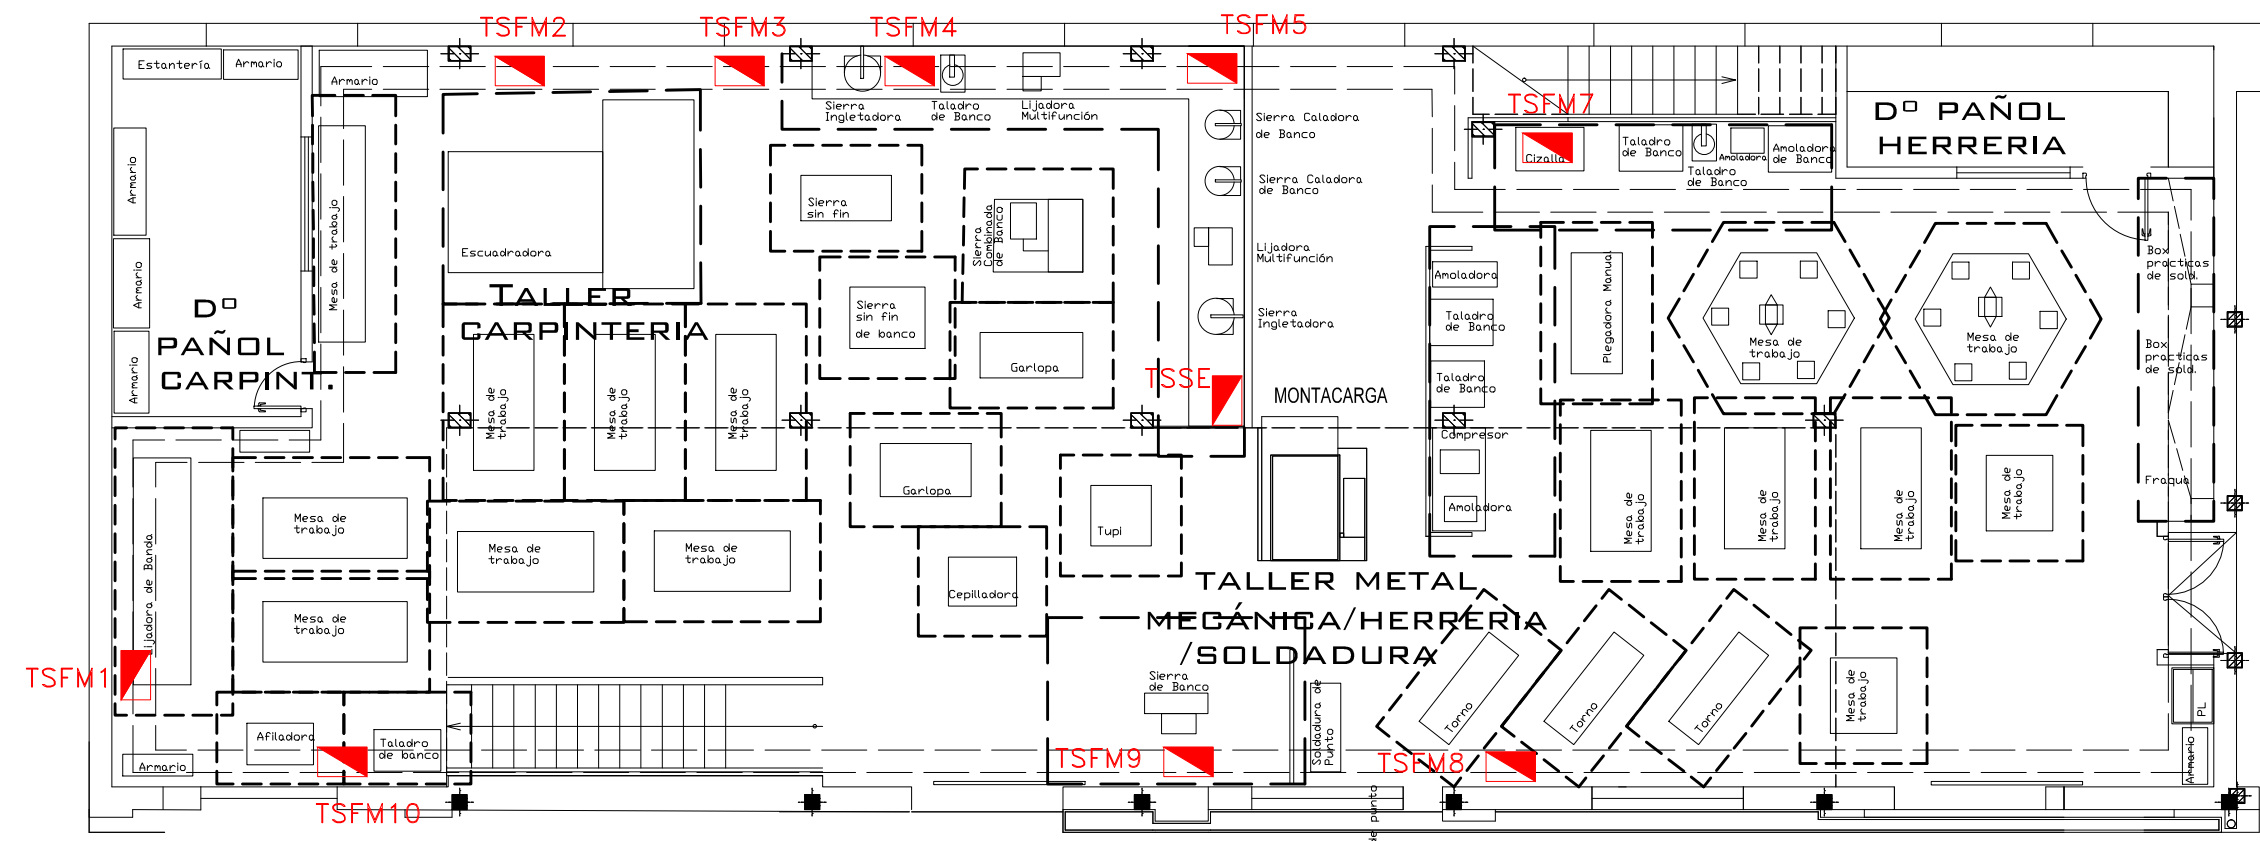 TSFM2
TSFM3
TSFM4
TSFM5
Estantería
Armario
Armario
Sierra
Ingletadora
Taladro
de Banco
Lijadora
Multifunción
Sierra Caladora
de Banco
TSFM7
Cizalla
Taladro
de Banco
Amoladora
Taladro
de Banco
Amoladora
de Banco
Dº PAÑOL
HERRERIA
Armario
Mesa de trabajo
Escuadradora
Sierra
sin fin
Sierra
Combinada
de Banco
Sierra Caladora
de Banco
Lijadora
Multifunción
Amoladora
Plegadora Manual
Mesa de
trabajo
Mesa de
trabajo
Box
practicas
de sold.
Armario
Dº
PAÑOL
CARPINT.
TALLER
CARPINTERIA
Sierra
sin fin
de banco
Garlopa
Sierra
Ingletadora
Taladro
de Banco
Box
practicas
de sold.
Armario
Mesa de
trabajo
Mesa de
trabajo
Mesa de
trabajo
TSSE
MONTACARGA
Taladro
de Banco
Compresor
Amoladora
Mesa de
trabajo
Mesa de
trabajo
Mesa de
trabajo
Mesa de
trabajo
Fragua
Lijadora de Banda
Mesa de
trabajo
Mesa de
trabajo
Mesa de
trabajo
Mesa de
trabajo
Garlopa
Tupi
Cepilladora
TALLER METAL
MECÁNICA/HERRERIA
/SOLDADURA
TSFM1
Sierra
de Banco
Soldadura de
Punto
Torno
Torno
Torno
Mesa de
trabajo
PL
Armario
Afiladora
Taladro
de banco
Armario
TSFM10
TSFM9
TSFM8
de punto